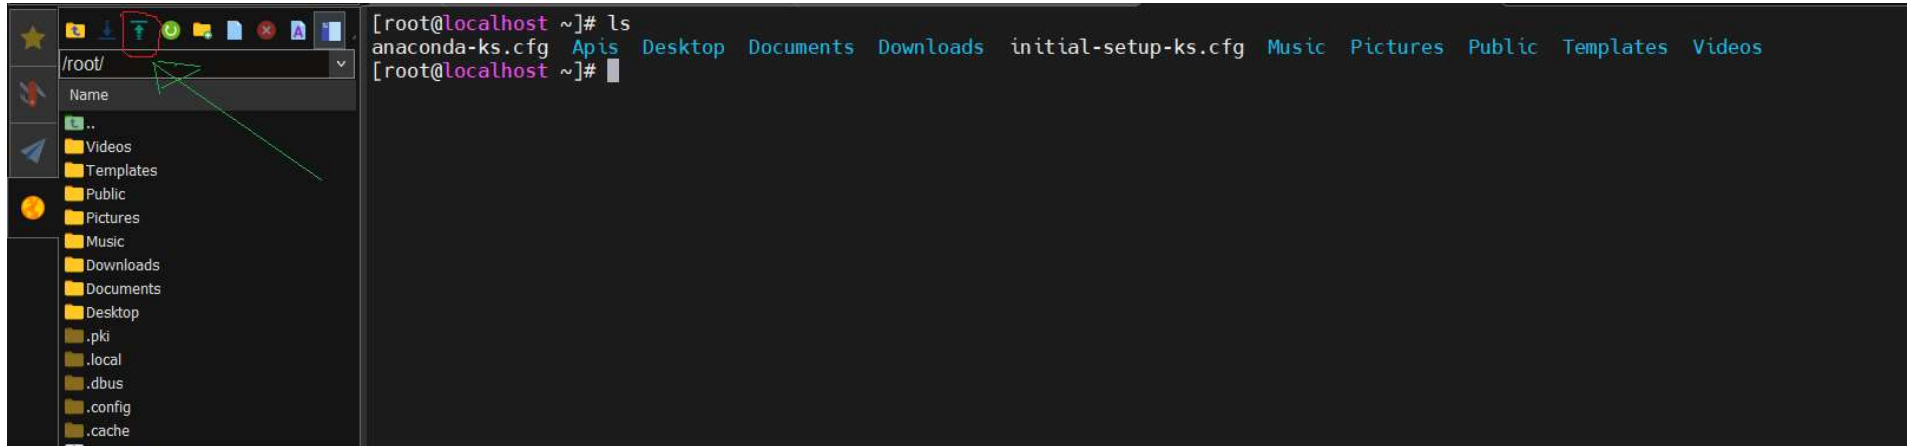 /root/
Name
..
Videos
Templates
Public
Pictures
Music
Downloads
Documents
Desktop
.pki
.local
.dbus
.config
.cache
[root@localhost ~]# ls
anaconda-ks.cfg Apis Desktop Documents Downloads initial-setup-ks.cfg Music Pictures Public Templates Videos
[root@localhost ~]#